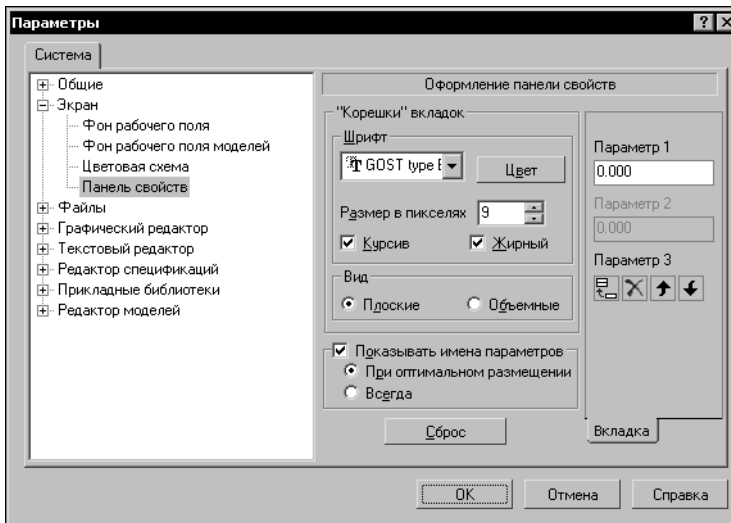 Параметры
Система
Общие
Экран
Фон рабочего поля
Фон рабочего поля моделей
Цветовая схема
Панель свойств
Файлы
Графический редактор
Текстовый редактор
Редактор спецификаций
Прикладные библиотеки
Редактор моделей
Оформление панели свойств
"Корешки" вкладок
Шрифт
GOST type
Цвет
Размер в пикселях 9
Курсив Жирный
Вид
Плоские Объемные
Показывать имена параметров
При оптимальном размещении
Всегда
Сброс
Параметр 1
0.000
Параметр 2
0.000
Параметр 3
Вкладка
OK Отмена Справка